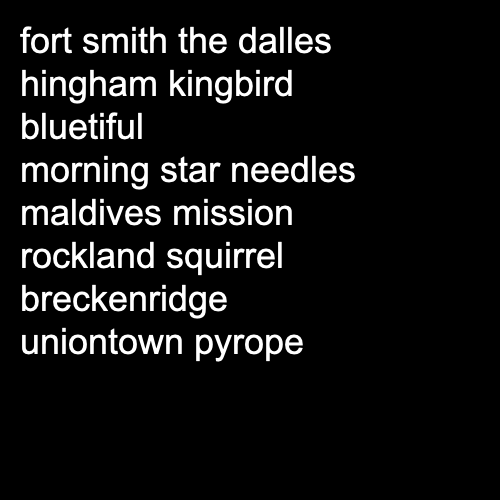 fort smith the dalles
hingham kingbird
bluetiful
morning star needles
maldives mission
rockland squirrel
breckenridge
uniontown pyrope